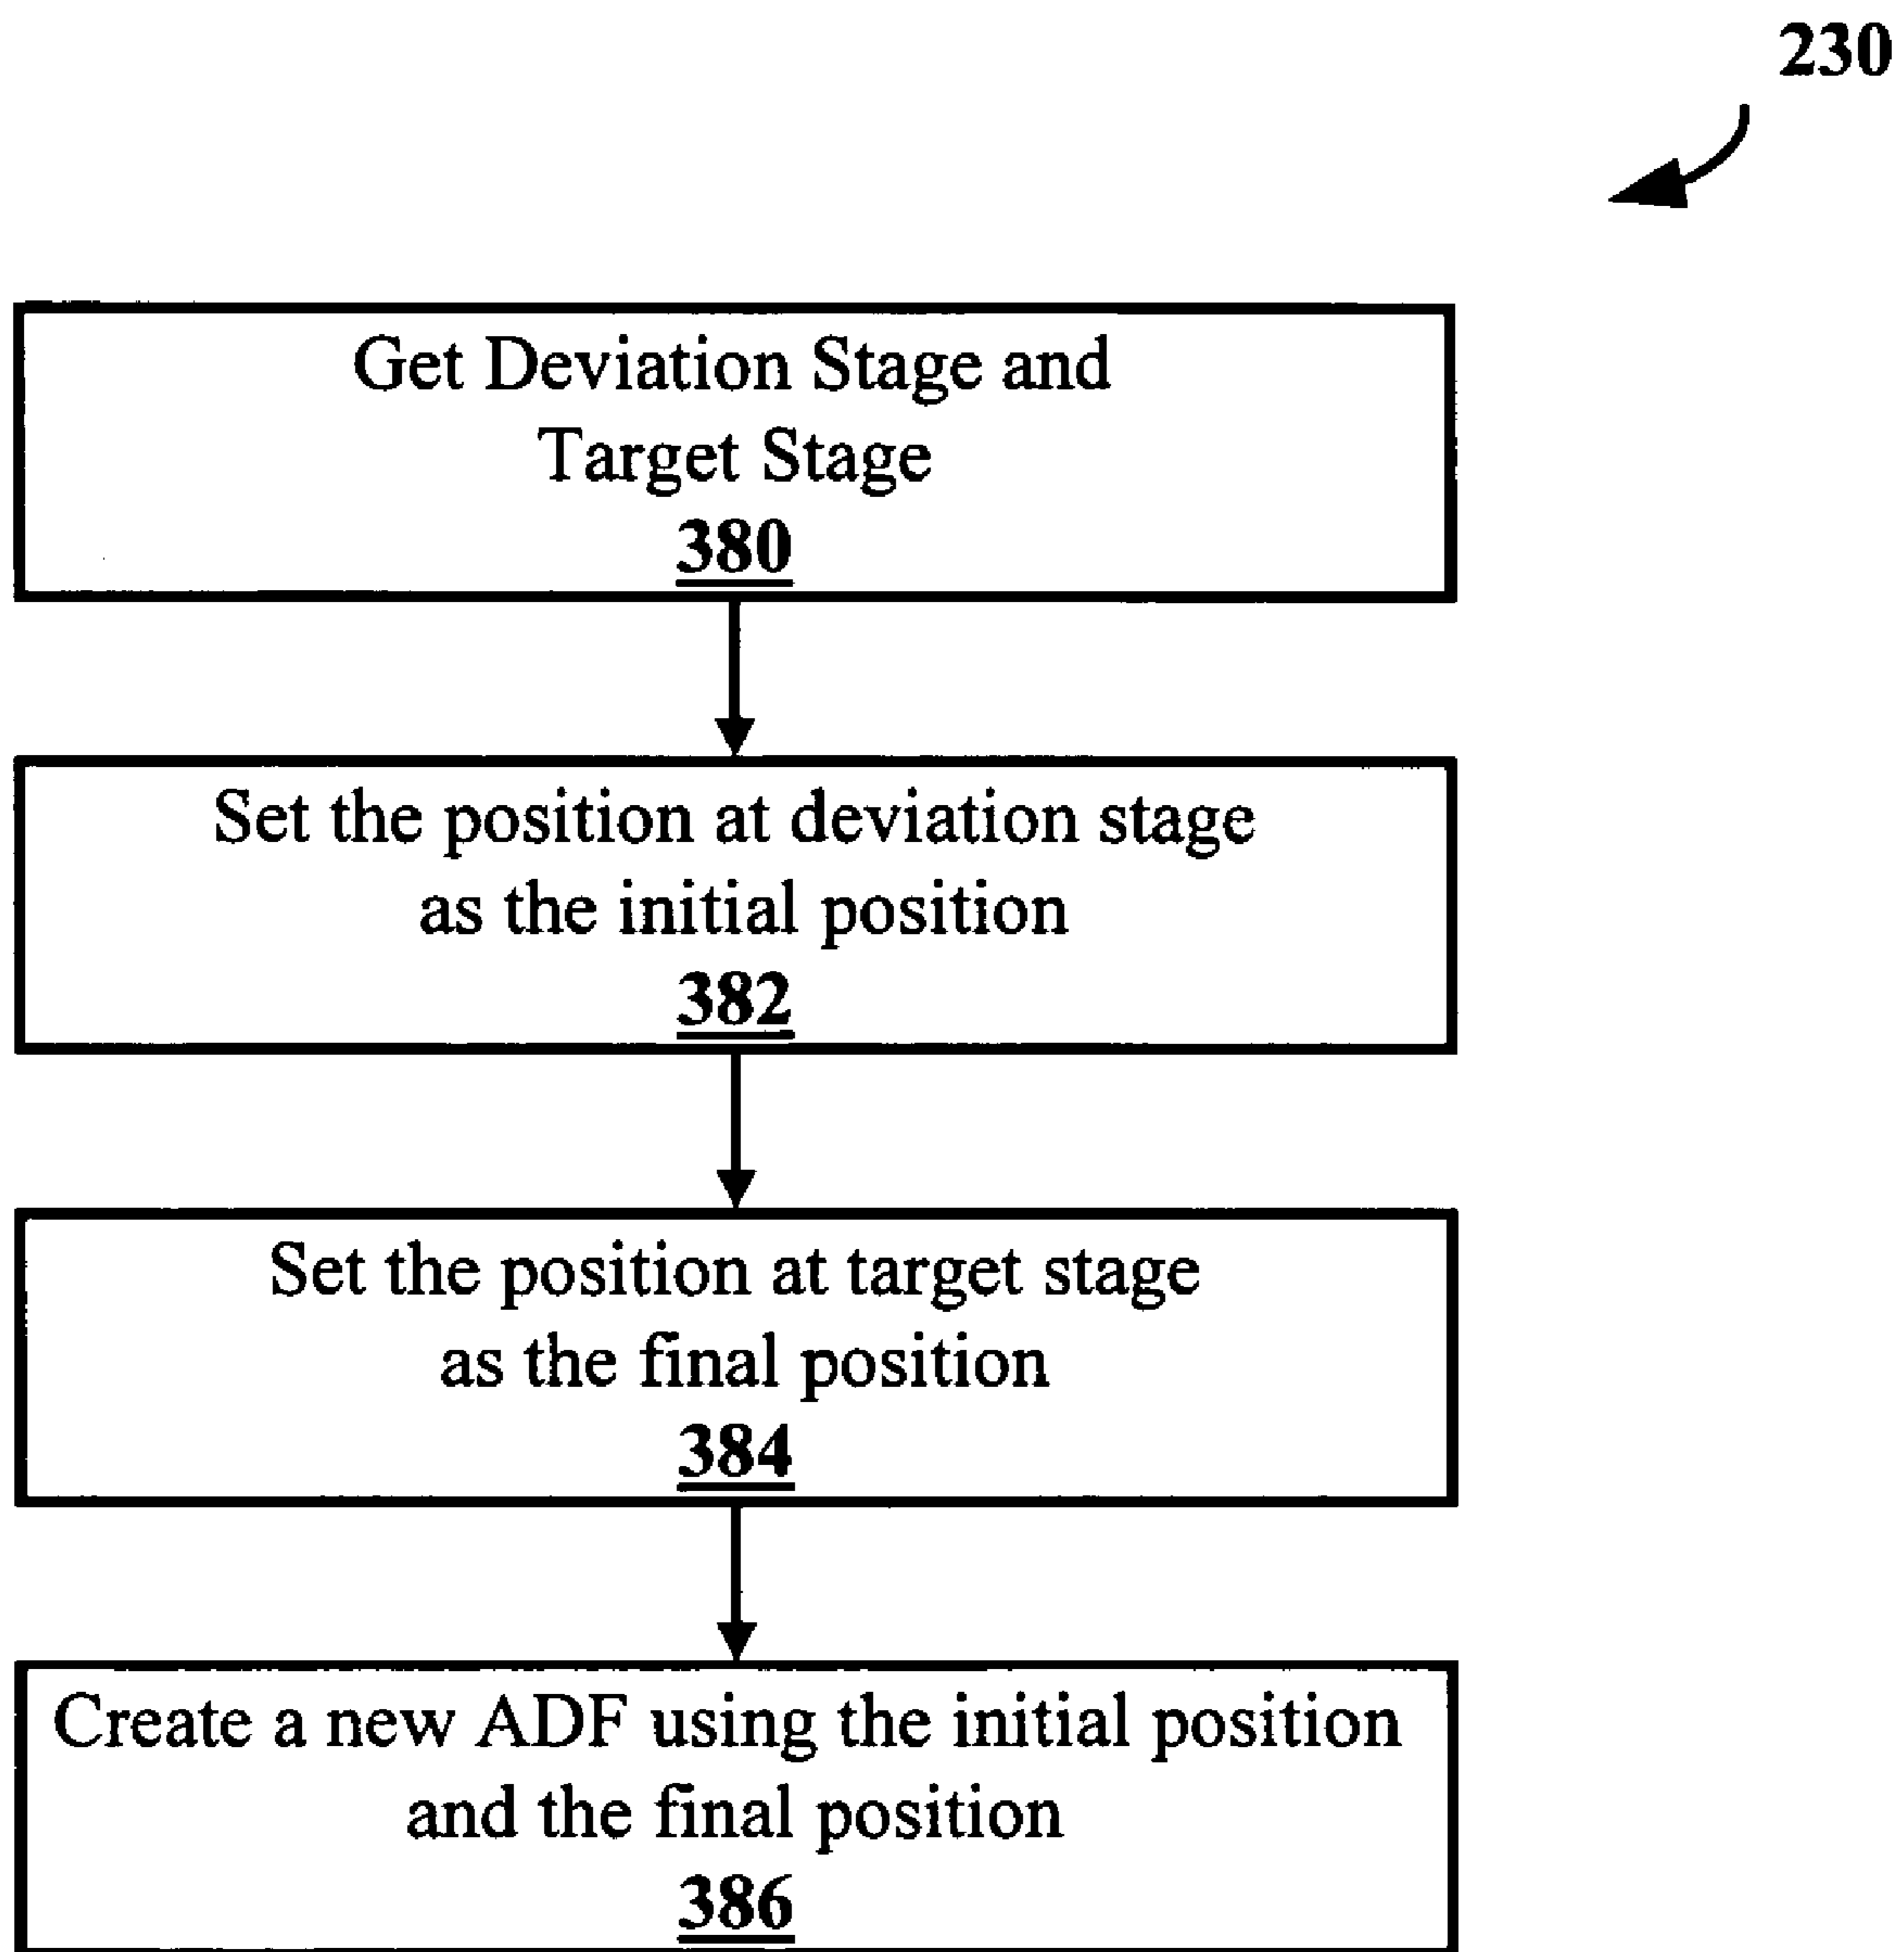 230
Get Deviation Stage and
Target Stage
380
Set the position at deviation stage
as the initial position
382
Set the position at target stage
as the final position
384
Create a new ADF using the initial position
and the final position
386